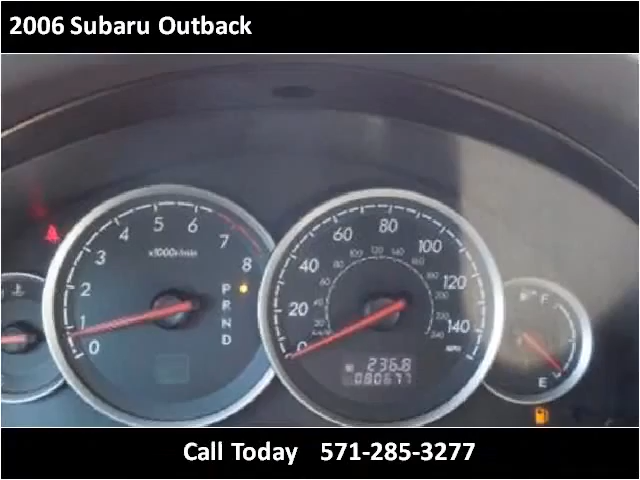 2006 Subaru Outback
0 1 2 3 4 5 6 7 8
x1000r/min
P
R
N
D
0 20 40 60 80 100 120 140
MPH
236.8
080677
F
E
Call Today 571-285-3277